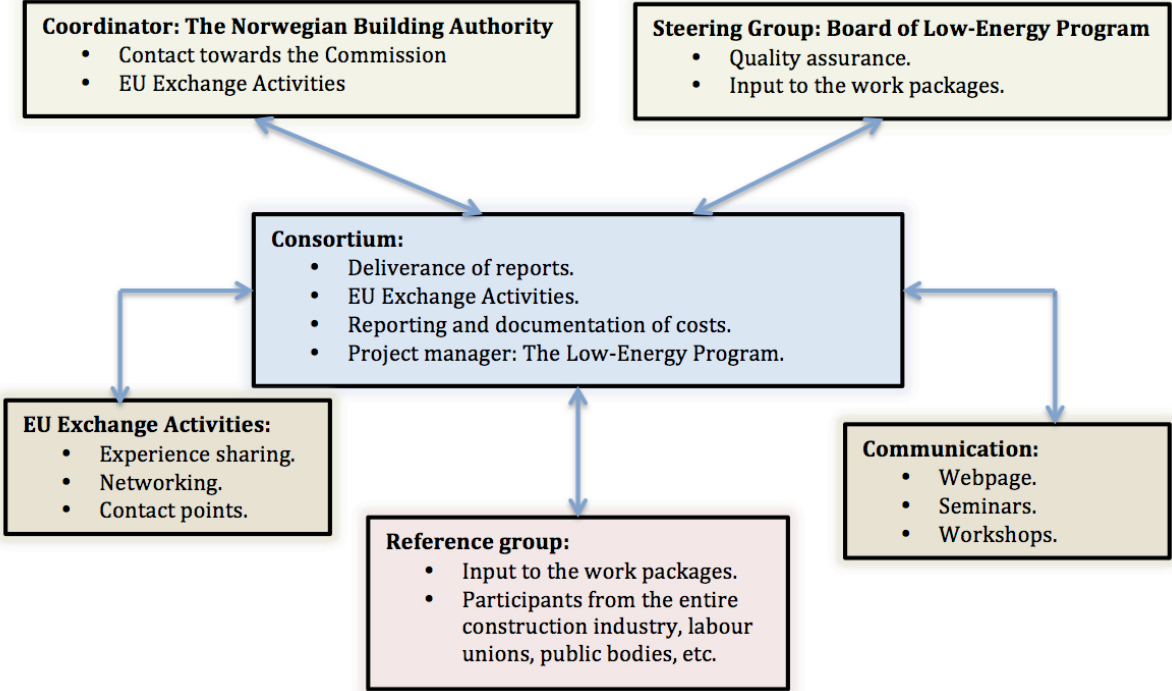 Coordinator: The Norwegian Building Authority
• Contact towards the Commission
• EU Exchange Activities
Steering Group: Board of Low-Energy Program
• Quality assurance.
• Input to the work packages.
Consortium:
• Deliverance of reports.
• EU Exchange Activities.
• Reporting and documentation of costs.
• Project manager: The Low-Energy Program.
EU Exchange Activities:
• Experience sharing.
• Networking.
• Contact points.
Communication:
• Webpage.
• Seminars.
• Workshops.
Reference group:
• Input to the work packages.
• Participants from the entire
construction industry, labour
unions, public bodies, etc.